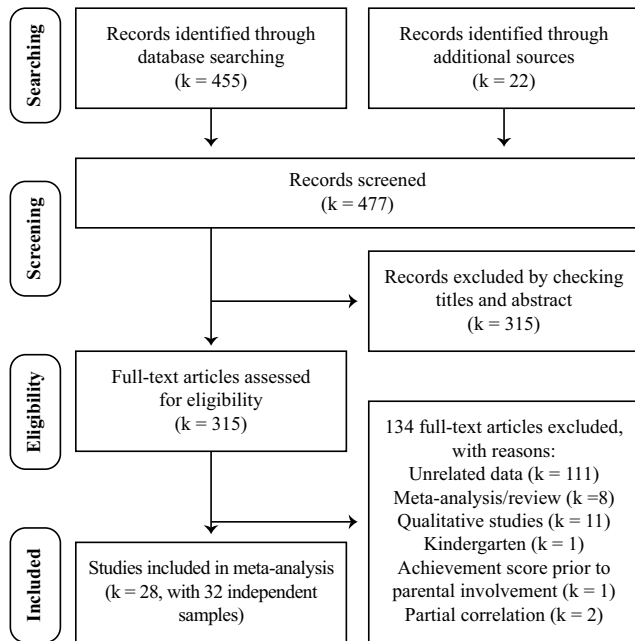 Searching
Records identified through
database searching
(k = 455)
Records identified through
additional sources
(k = 22)
Screening
Records screened
(k = 477)
Records excluded by checking
titles and abstract
(k = 315)
Eligibility
Full-text articles assessed
for eligibility
(k = 315)
134 full-text articles excluded,
with reasons:
Unrelated data (k = 111)
Meta-analysis/review (k =8)
Qualitative studies (k = 11)
Kindergarten (k = 1)
Achievement score prior to
parental involvement (k = 1)
Partial correlation (k = 2)
Included
Studies included in meta-analysis
(k = 28, with 32 independent
samples)